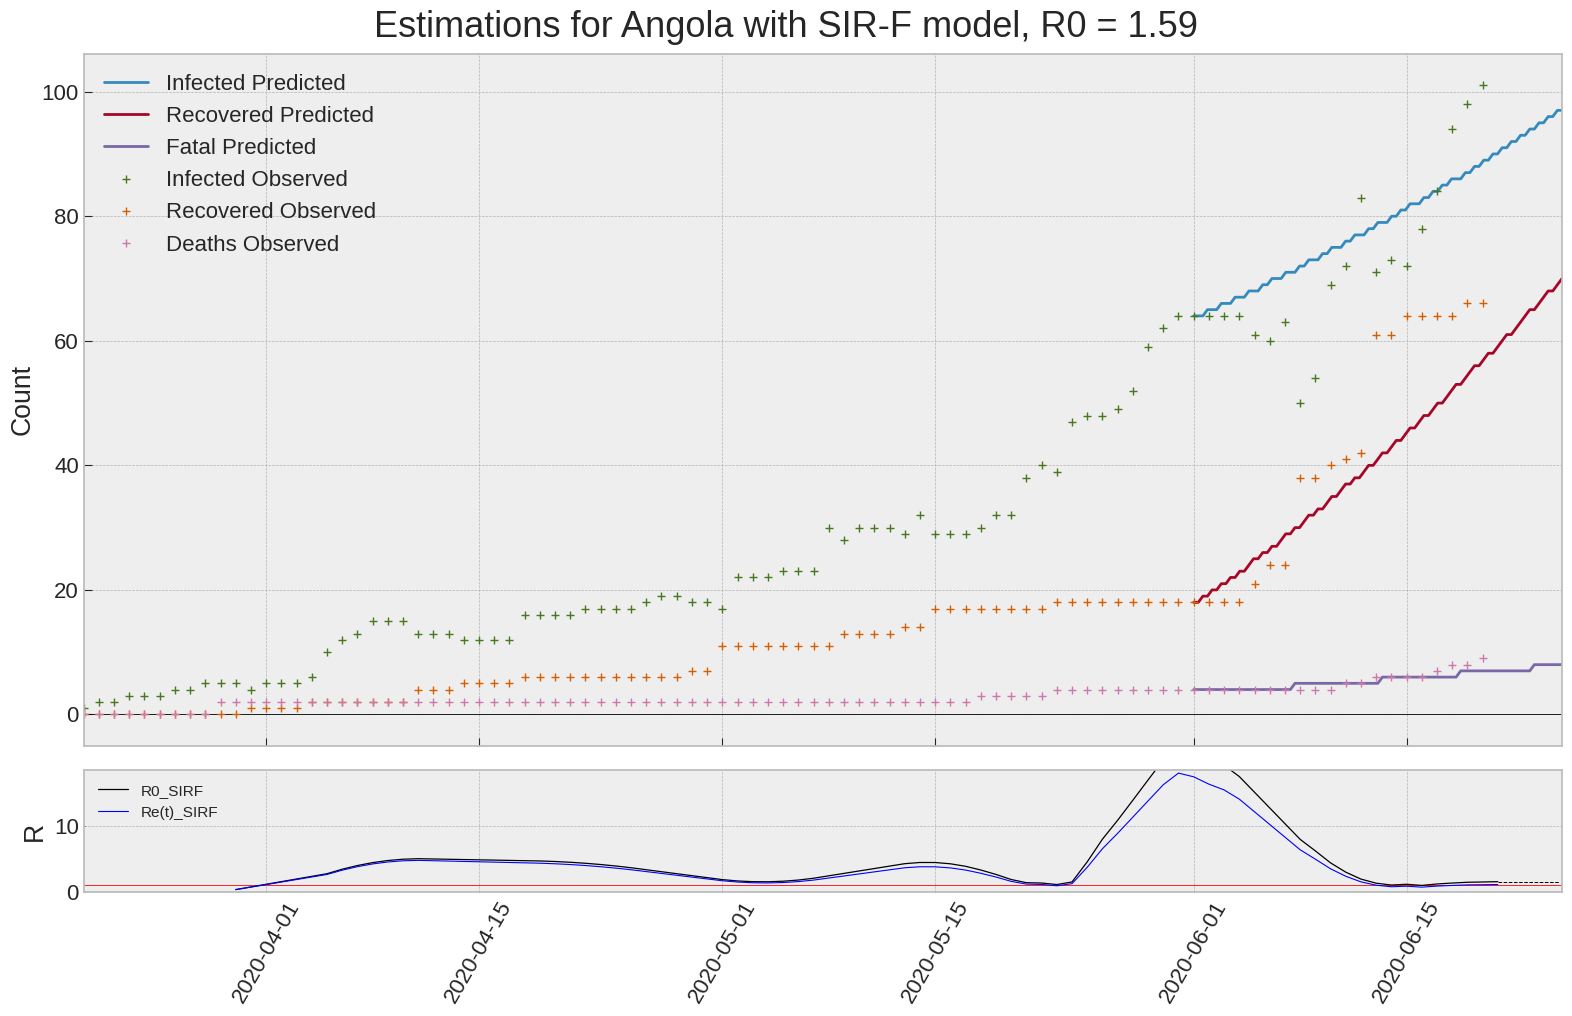 Estimations for Angola with SIR-F model, R0 = 1.59
Infected Predicted
Recovered Predicted
Fatal Predicted
Infected Observed
Recovered Observed
Deaths Observed
100
80
60
40
20
0
Count
R0_SIRF
Re(t)_SIRF
10
0
R
2020-04-01
2020-04-15
2020-05-01
2020-05-15
2020-06-01
2020-06-15